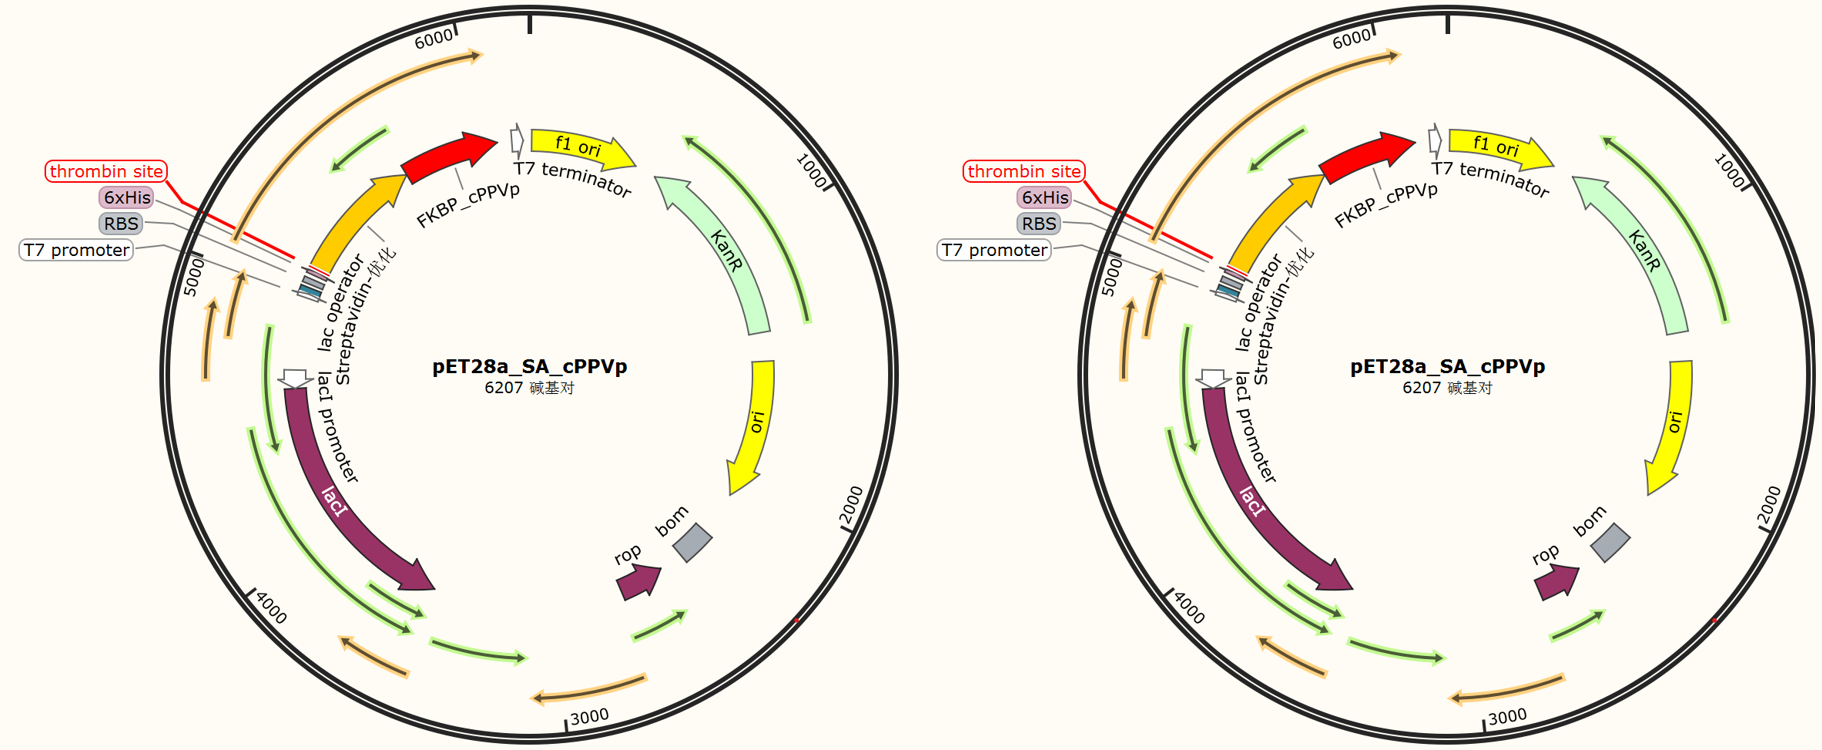 6000
1000
thrombin site
6xHis
RBS
T7 promoter
5000
FKBP_cPPVp
T7 terminator
f1 ori
KanR
lac operator
Streptavidin-优化
lacI promoter
pET28a_SA_cPPVp
6207 碱基对
ori
lacI
bom
rop
2000
4000
3000
6000
1000
thrombin site
6xHis
RBS
T7 promoter
5000
FKBP_cPPVp
T7 terminator
f1 ori
KanR
lac operator
Streptavidin-优化
lacI promoter
pET28a_SA_cPPVp
6207 碱基对
ori
lacI
bom
rop
2000
4000
3000